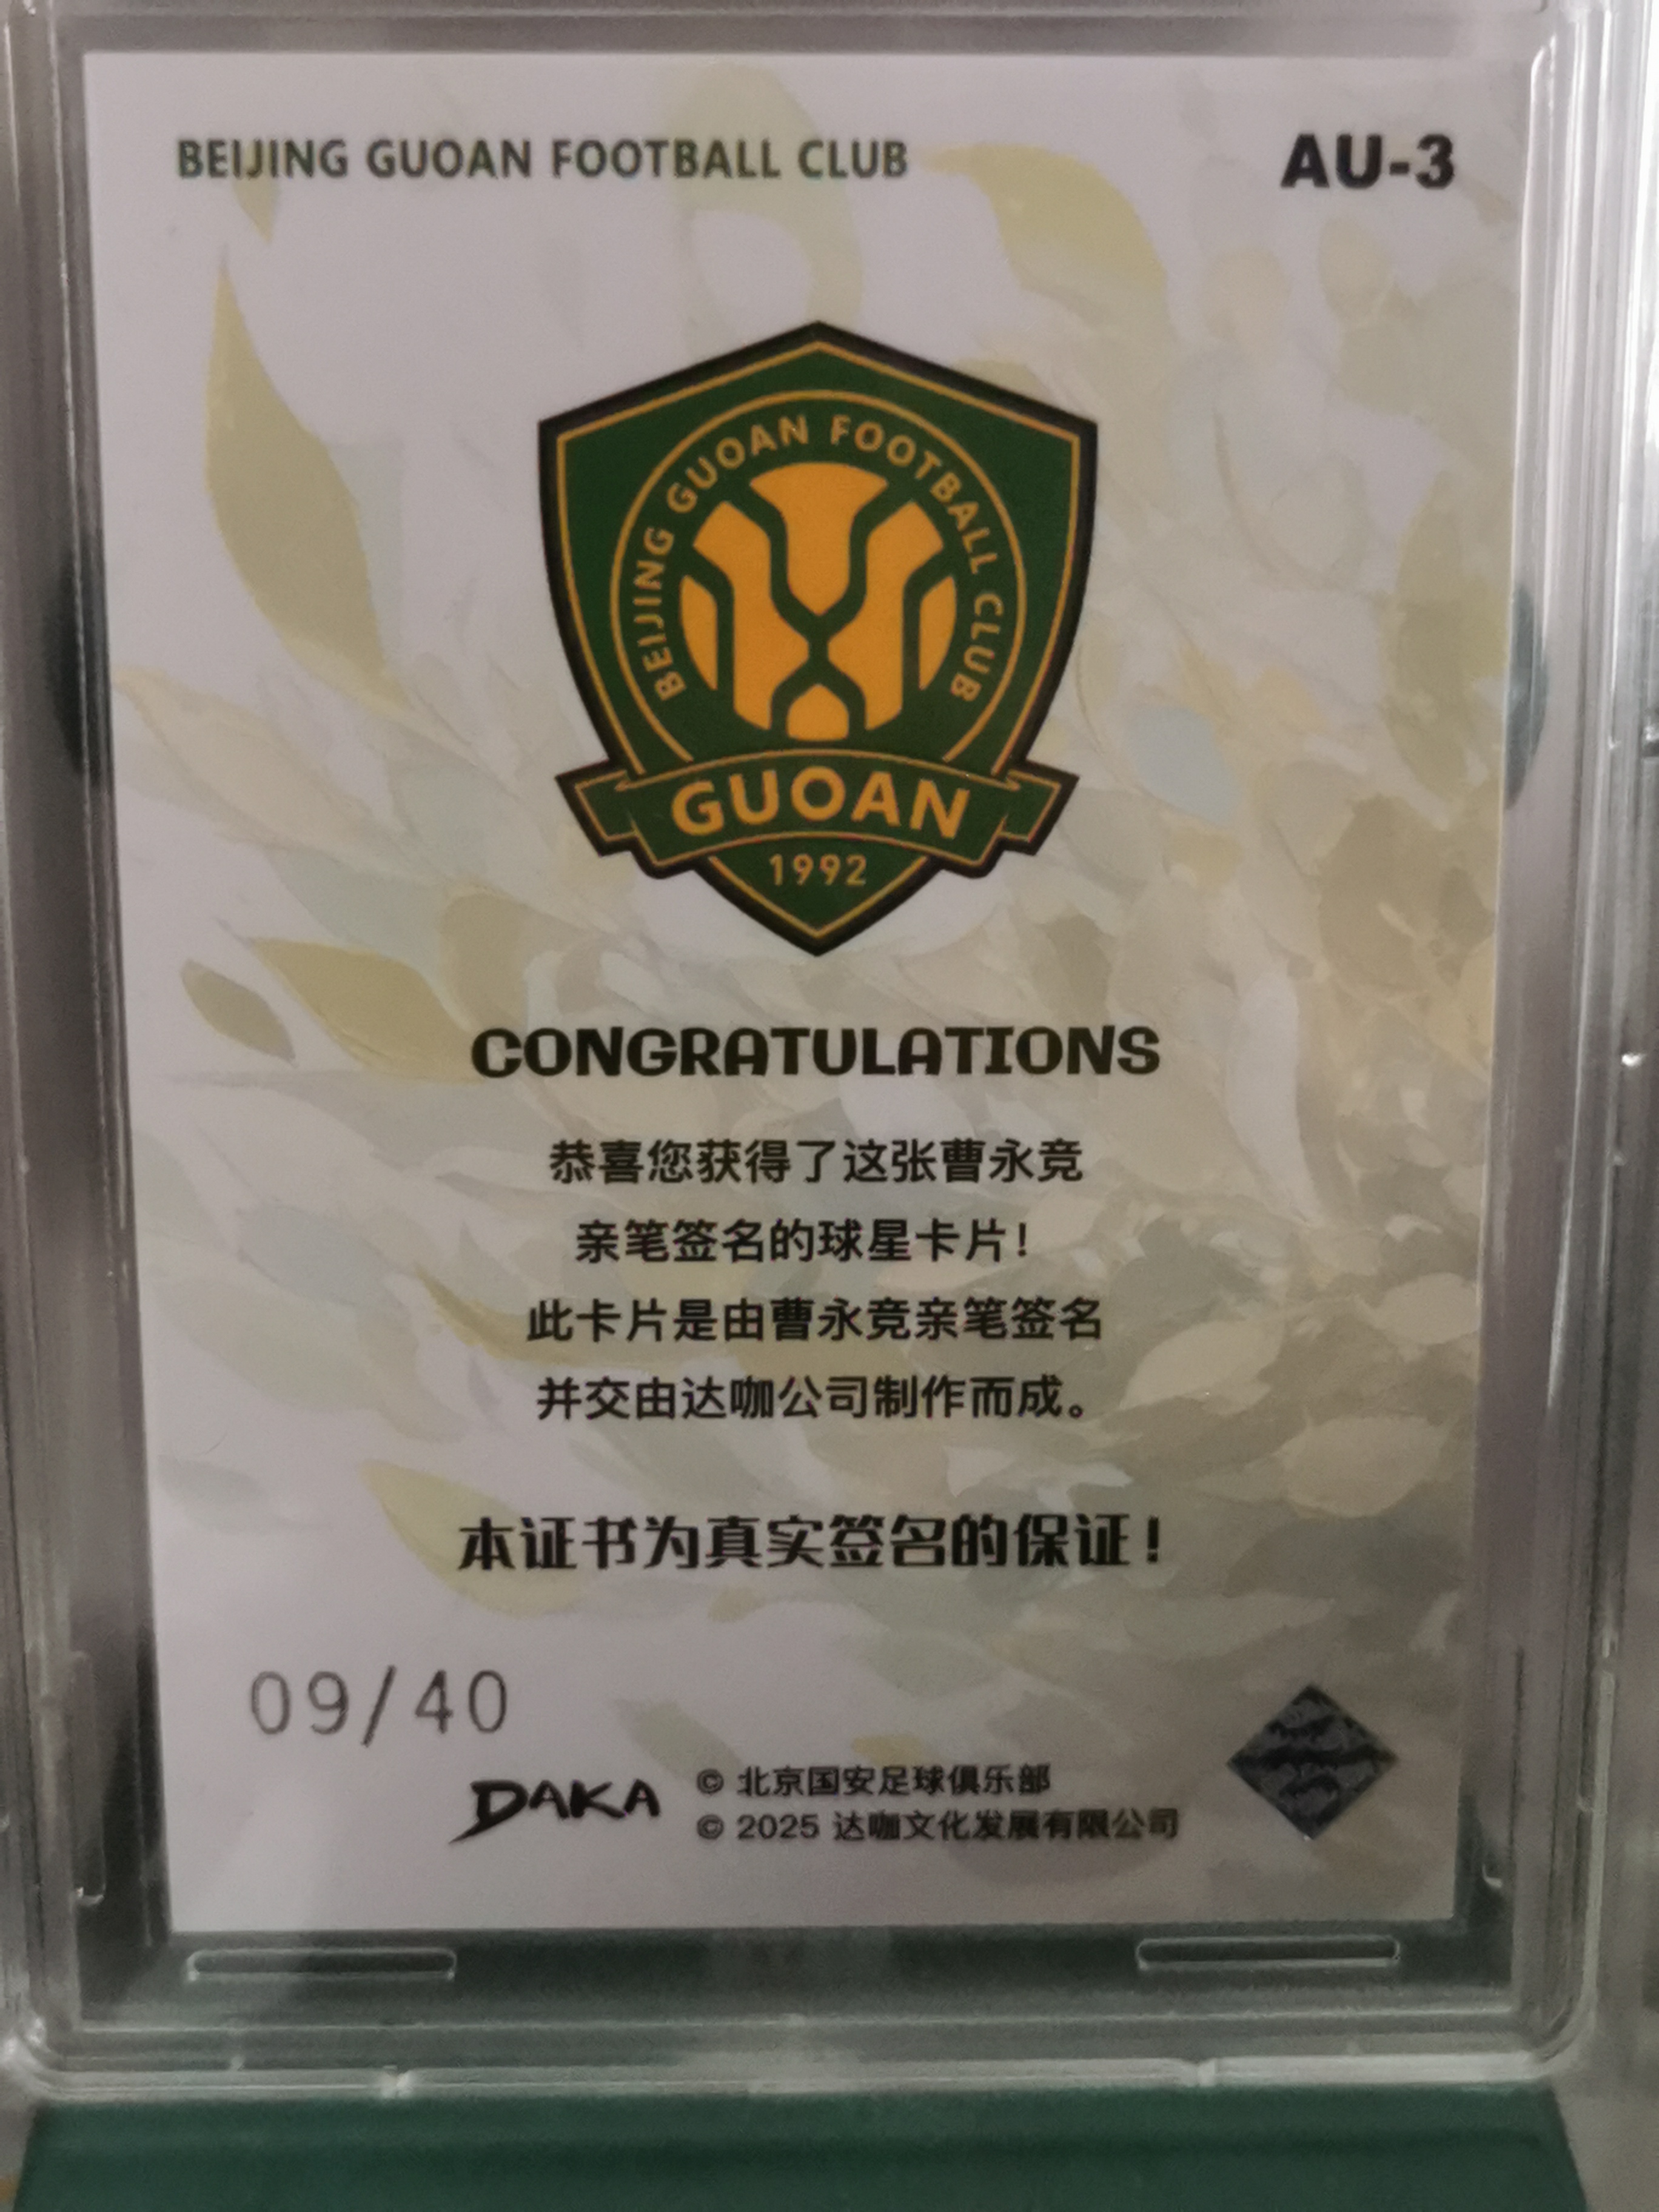 BEIJING GUOAN FOOTBALL CLUB
AU-3
BEIJING GUOAN FOOTBALL CLUB
GUOAN
1992
CONGRATULATIONS
恭喜您获得了这张曹永竞
亲笔签名的球星卡片!
此卡片是由曹永竞亲笔签名
并交由达咖公司制作而成。
本证书为真实签名的保证!
09/40
DAKA
© 北京国安足球俱乐部
© 2025 达咖文化发展有限公司